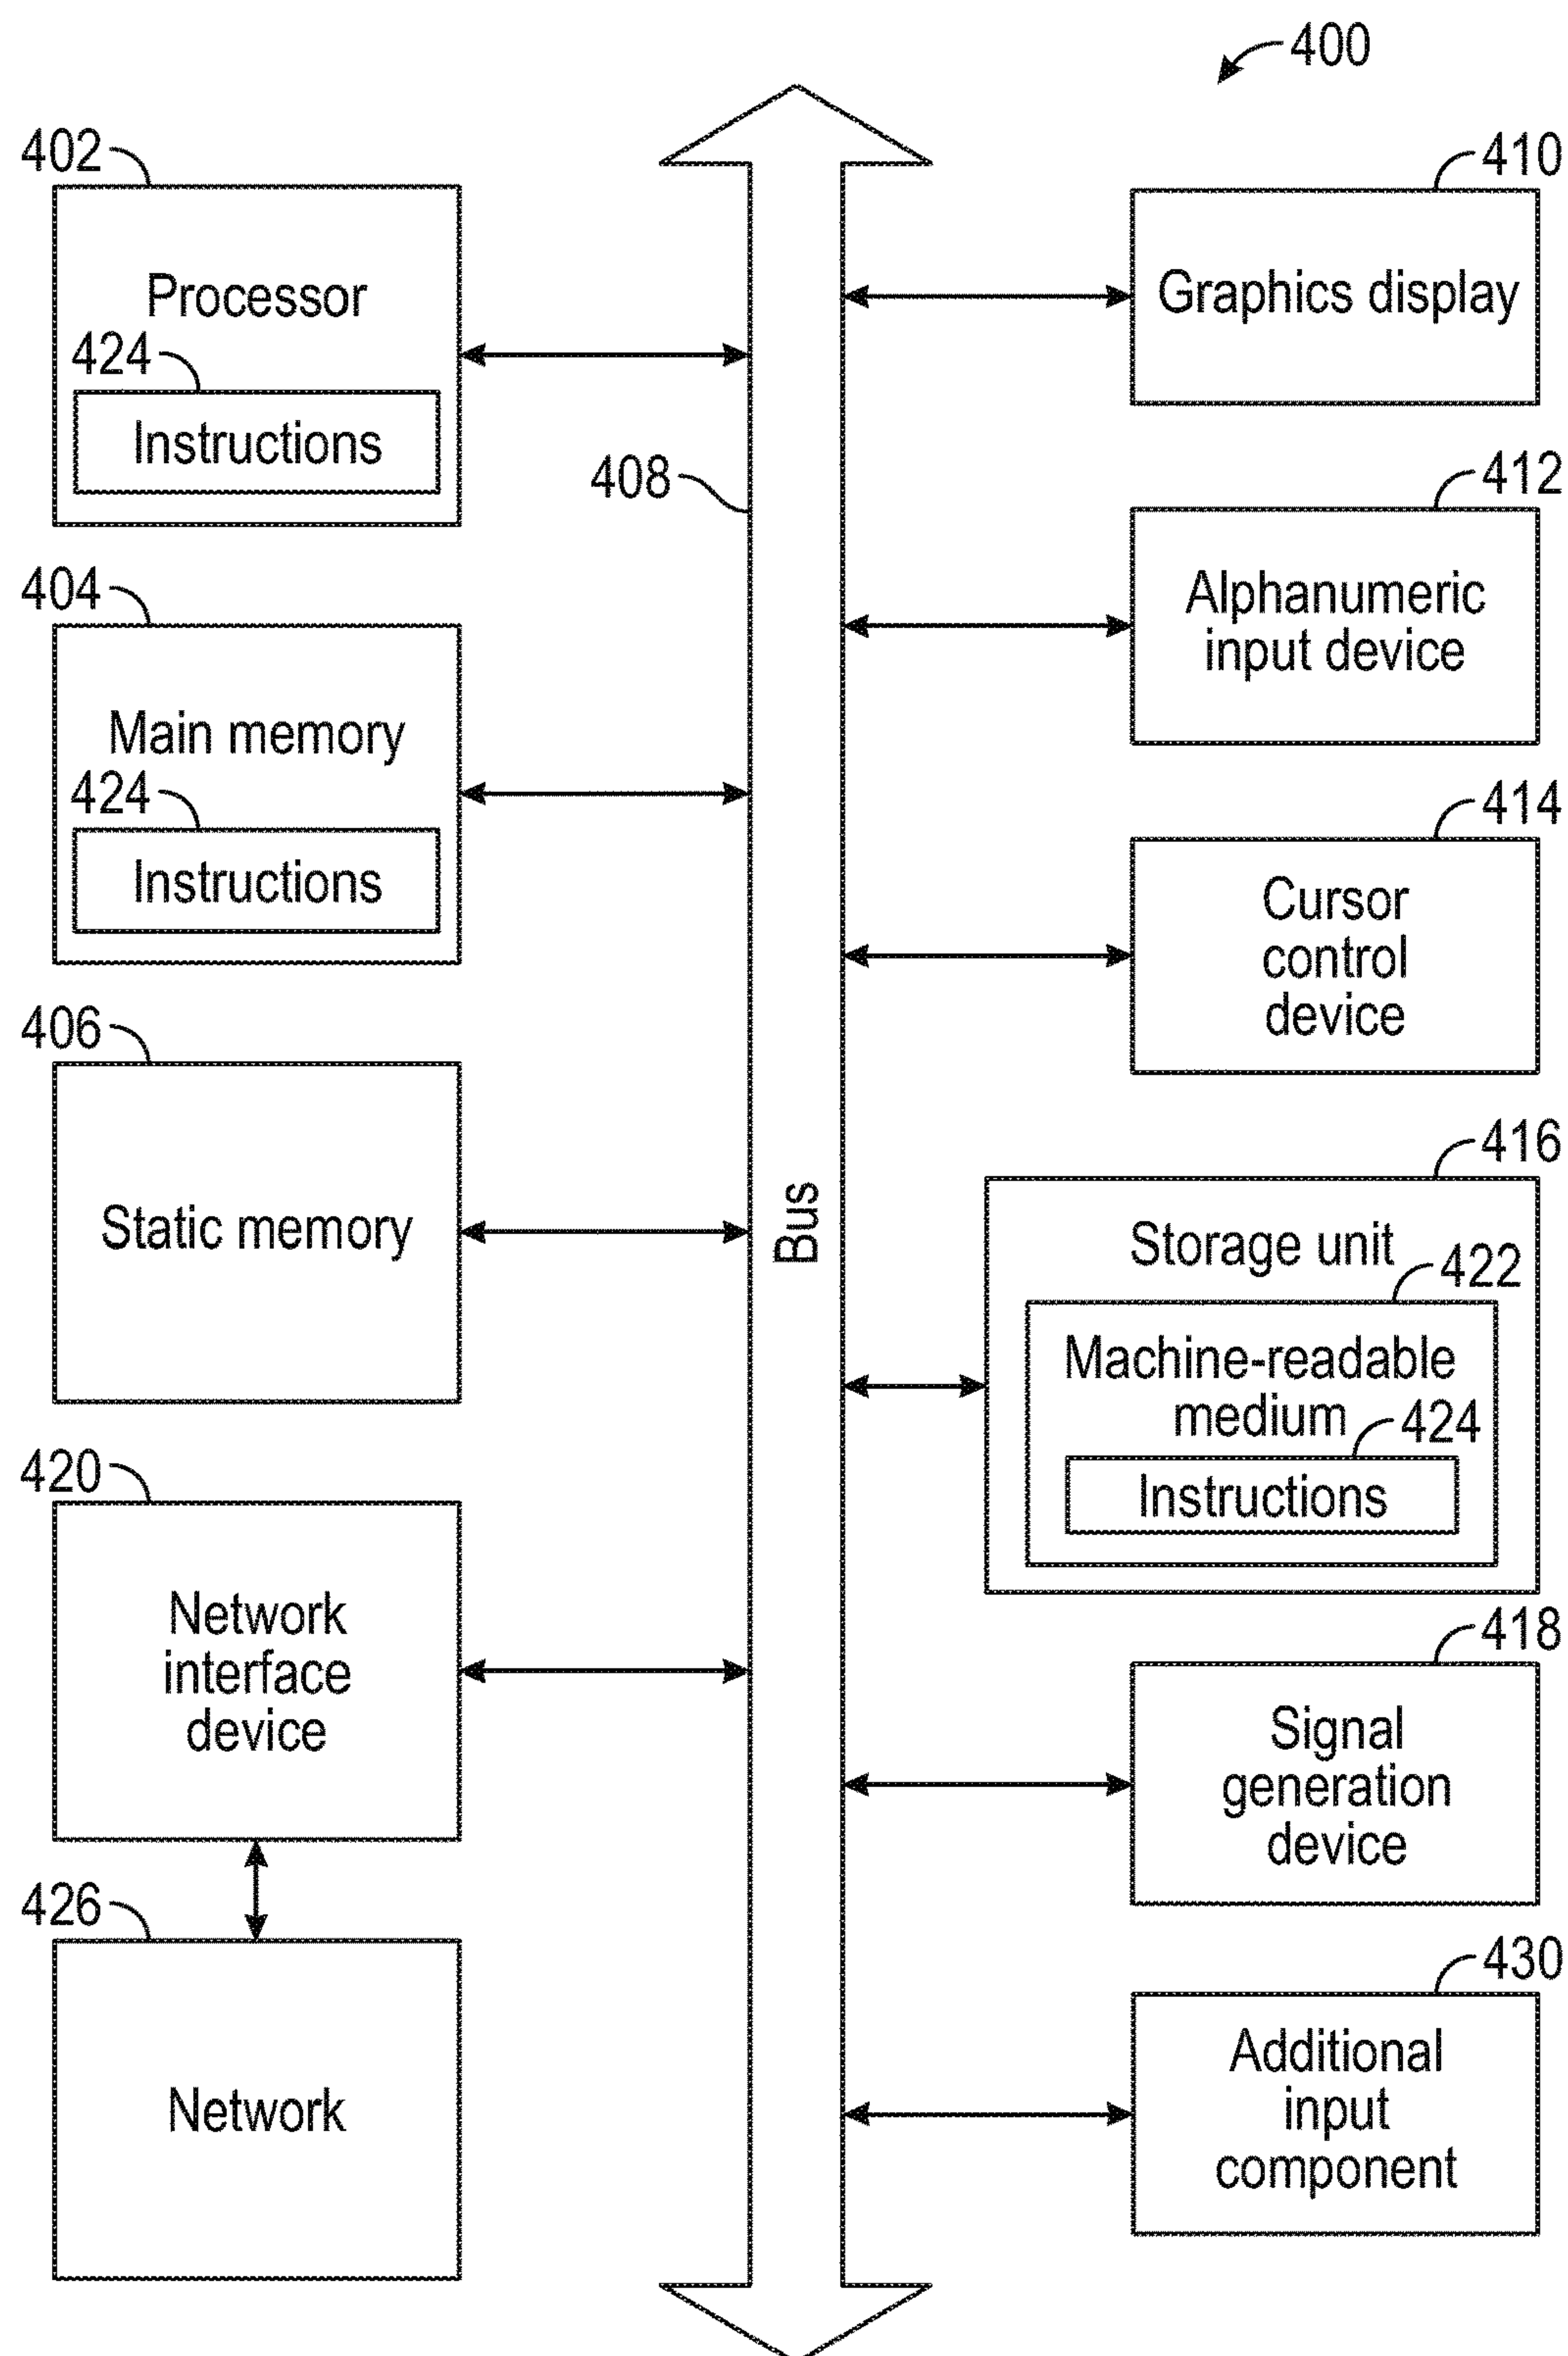 400
402
Processor
424
Instructions
404
Main memory
424
Instructions
406
Static memory
420
Network
interface
device
426
Network
408
Bus
410
Graphics display
412
Alphanumeric
input device
414
Cursor
control
device
416
Storage unit
422
Machine-readable
medium
424
Instructions
418
Signal
generation
device
430
Additional
input
component